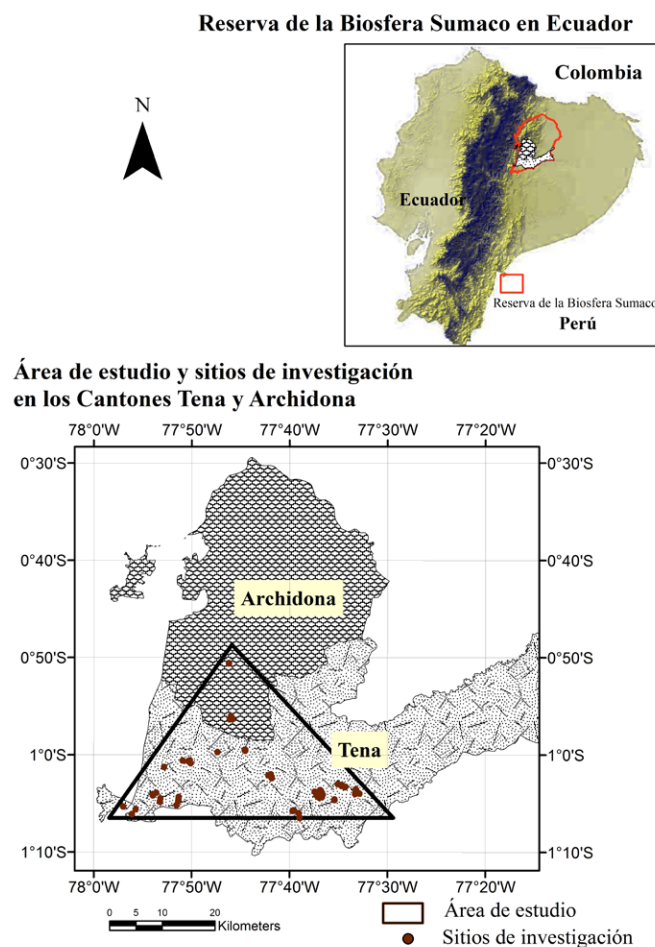 Reserva de la Biosfera Sumaco en Ecuador
N
Colombia
Ecuador
Reserva de la Biosfera Sumaco
Perú
Área de estudio y sitios de investigación
en los Cantones Tena y Archidona
78°0'W 77°50'W 77°40'W 77°30'W 77°20'W
0°30'S 0°30'S
0°40'S 0°40'S
Archidona
0°50'S 0°50'S
Tena
1°0'S 1°0'S
1°10'S 1°10'S
78°0'W 77°50'W 77°40'W 77°30'W 77°20'W
0 5 10 20
Kilometers
Área de estudio
Sitios de investigación